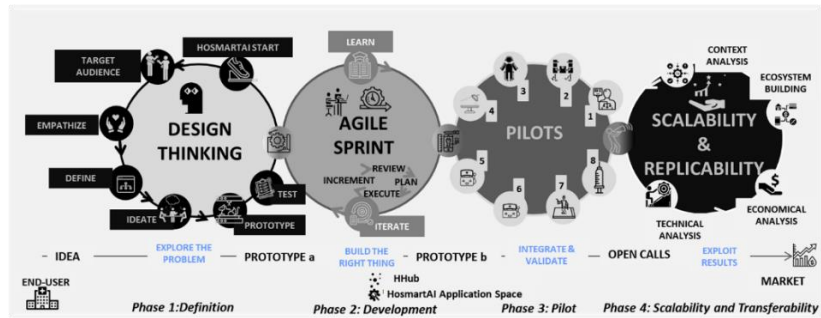 HOSMARTAI START
TARGET
AUDIENCE
EMPATHIZE
DEFINE
IDEATE
PROTOTYPE
TEST
DESIGN
THINKING
LEARN
AGILE
SPRINT
REVIEW
INCREMENT
PLAN
EXECUTE
ITERATE
PILOTS
1
2
3
4
5
6
7
8
CONTEXT
ANALYSIS
ECOSYSTEM
BUILDING
SCALABILITY
&
REPLICABILITY
ECONOMICAL
ANALYSIS
TECHNICAL
ANALYSIS
IDEA
EXPLORE THE
PROBLEM
PROTOTYPE a
BUILD THE
RIGHT THING
PROTOTYPE b
INTEGRATE &
VALIDATE
OPEN CALLS
EXPLOIT
RESULTS
MARKET
END-USER
HHub
HosmartAI Application Space
Phase 1:Definition
Phase 2: Development
Phase 3: Pilot
Phase 4: Scalability and Transferability